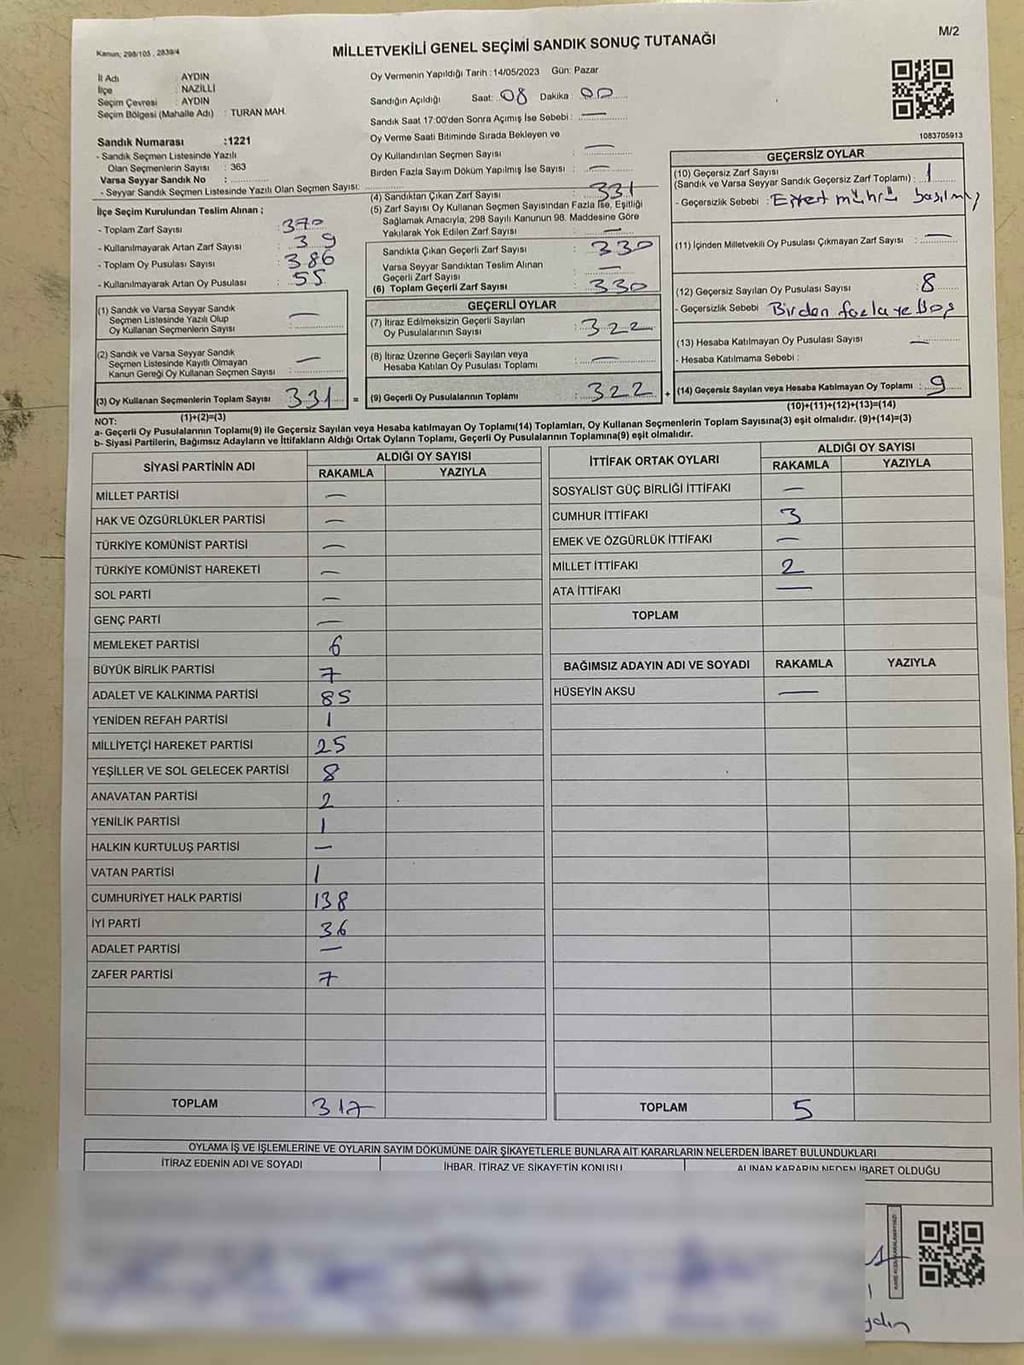 Kanun: 298/105, 2839/4
MİLLETVEKİLİ GENEL SEÇİMİ SANDIK SONUÇ TUTANAĞI
M/2
İl Adı : AYDIN
İlçe : NAZİLLİ
Seçim Çevresi : AYDIN
Seçim Bölgesi (Mahalle Adı) : TURAN MAH.
Sandık Numarası :1221
- Sandık Seçmen Listesinde Yazılı
Olan Seçmenlerin Sayısı : 363
Varsa Seyyar Sandık No :
- Seyyar Sandık Seçmen Listesinde Yazılı Olan Seçmen Sayısı:
Oy Vermenin Yapıldığı Tarih :14/05/2023 Gün: Pazar
Sandığın Açıldığı Saat: 08 Dakika: 00
Sandık Saat 17:00'den Sonra Açımış İse Sebebi : —
Oy Verme Saati Bitiminde Sırada Bekleyen ve
Oy Kullandırılan Seçmen Sayısı : —
Birden Fazla Sayım Döküm Yapılmış İse Sayısı : —
1083705913
İlçe Seçim Kurulundan Teslim Alınan ;
- Toplam Zarf Sayısı : 370
- Kullanılmayarak Artan Zarf Sayısı : 39
- Toplam Oy Pusulası Sayısı : 386
- Kullanılmayarak Artan Oy Pusulası : 55
(1) Sandık ve Varsa Seyyar Sandık
Seçmen Listesinde Yazılı Olup
Oy Kullanan Seçmenlerin Sayısı : —
(2) Sandık ve Varsa Seyyar Sandık
Seçmen Listesinde Kayıtlı Olmayan
Kanun Gereği Oy Kullanan Seçmen Sayısı : —
(3) Oy Kullanan Seçmenlerin Toplam Sayısı : 331 =
(1)+(2)=(3)
(4) Sandıktan Çıkan Zarf Sayısı : 331
(5) Zarf Sayısı Oy Kullanan Seçmen Sayısından Fazla İse, Eşitliği
Sağlamak Amacıyla, 298 Sayılı Kanunun 98. Maddesine Göre
Yakılarak Yok Edilen Zarf Sayısı : —
Sandıkta Çıkan Geçerli Zarf Sayısı : 330
Varsa Seyyar Sandıktan Teslim Alınan
Geçerli Zarf Sayısı : —
(6) Toplam Geçerli Zarf Sayısı : 330
GEÇERLİ OYLAR
(7) İtiraz Edilmeksizin Geçerli Sayılan
Oy Pusulalarının Sayısı : 322
(8) İtiraz Üzerine Geçerli Sayılan veya
Hesaba Katılan Oy Pusulası Toplamı : —
(9) Geçerli Oy Pusulalarının Toplamı : 322 +
GEÇERSİZ OYLAR
(10) Geçersiz Zarf Sayısı : 1
(Sandık ve Varsa Seyyar Sandık Geçersiz Zarf Toplamı)
- Geçersizlik Sebebi : mührü basılmış
(11) İçinden Milletvekili Oy Pusulası Çıkmayan Zarf Sayısı : —
(12) Geçersiz Sayılan Oy Pusulası Sayısı : 8
- Geçersizlik Sebebi : Birden fazla ve Boş
(13) Hesaba Katılmayan Oy Pusulası Sayısı : —
- Hesaba Katılmama Sebebi :
(14) Geçersiz Sayılan veya Hesaba Katılmayan Oy Toplamı : 9
(10)+(11)+(12)+(13)=(14)
NOT:
a- Geçerli Oy Pusulalarının Toplamı(9) ile Geçersiz Sayılan veya Hesaba katılmayan Oy Toplamı(14) Toplamları, Oy Kullanan Seçmenlerin Toplam Sayısına(3) eşit olmalıdır. (9)+(14)=(3)
b- Siyasi Partilerin, Bağımsız Adayların ve İttifakların Aldığı Ortak Oyların Toplamı, Geçerli Oy Pusulalarının Toplamına(9) eşit olmalıdır.
SİYASİ PARTİNİN ADI
ALDIĞI OY SAYISI
RAKAMLA YAZIYLA
MİLLET PARTİSİ —
HAK VE ÖZGÜRLÜKLER PARTİSİ —
TÜRKİYE KOMÜNİST PARTİSİ —
TÜRKİYE KOMÜNİST HAREKETİ —
SOL PARTİ —
GENÇ PARTİ —
MEMLEKET PARTİSİ 6
BÜYÜK BİRLİK PARTİSİ 7
ADALET VE KALKINMA PARTİSİ 85
YENİDEN REFAH PARTİSİ 1
MİLLİYETÇİ HAREKET PARTİSİ 25
YEŞİLLER VE SOL GELECEK PARTİSİ 8
ANAVATAN PARTİSİ 2
YENİLİK PARTİSİ 1
HALKIN KURTULUŞ PARTİSİ —
VATAN PARTİSİ 1
CUMHURİYET HALK PARTİSİ 138
İYİ PARTİ 36
ADALET PARTİSİ —
ZAFER PARTİSİ 7
TOPLAM 317
İTTİFAK ORTAK OYLARI
ALDIĞI OY SAYISI
RAKAMLA YAZIYLA
SOSYALİST GÜÇ BİRLİĞİ İTTİFAKI —
CUMHUR İTTİFAKI 3
EMEK VE ÖZGÜRLÜK İTTİFAKI —
MİLLET İTTİFAKI 2
ATA İTTİFAKI —
TOPLAM
BAĞIMSIZ ADAYIN ADI VE SOYADI RAKAMLA YAZIYLA
HÜSEYİN AKSU —
TOPLAM 5
OYLAMA İŞ VE İŞLEMLERİNE VE OYLARIN SAYIM DÖKÜMÜNE DAİR ŞİKAYETLERLE BUNLARA AİT KARARLARIN NELERDEN İBARET BULUNDUKLARI
İTİRAZ EDENİN ADI VE SOYADI İHBAR, İTİRAZ VE ŞİKAYETİN KONUSU ALINAN KARARIN NEDEN İBARET OLDUĞU